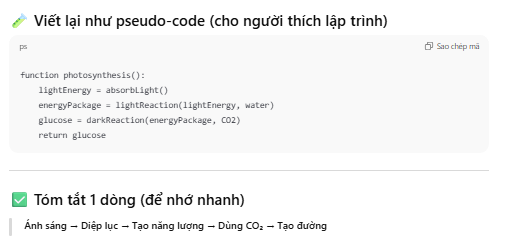 Viết lại như pseudo-code (cho người thích lập trình)
ps
Sao chép mã
function photosynthesis():
    lightEnergy = absorbLight()
    energyPackage = lightReaction(lightEnergy, water)
    glucose = darkReaction(energyPackage, CO2)
    return glucose
Tóm tắt 1 dòng (để nhớ nhanh)
Ánh sáng → Diệp lục → Tạo năng lượng → Dùng CO₂ → Tạo đường